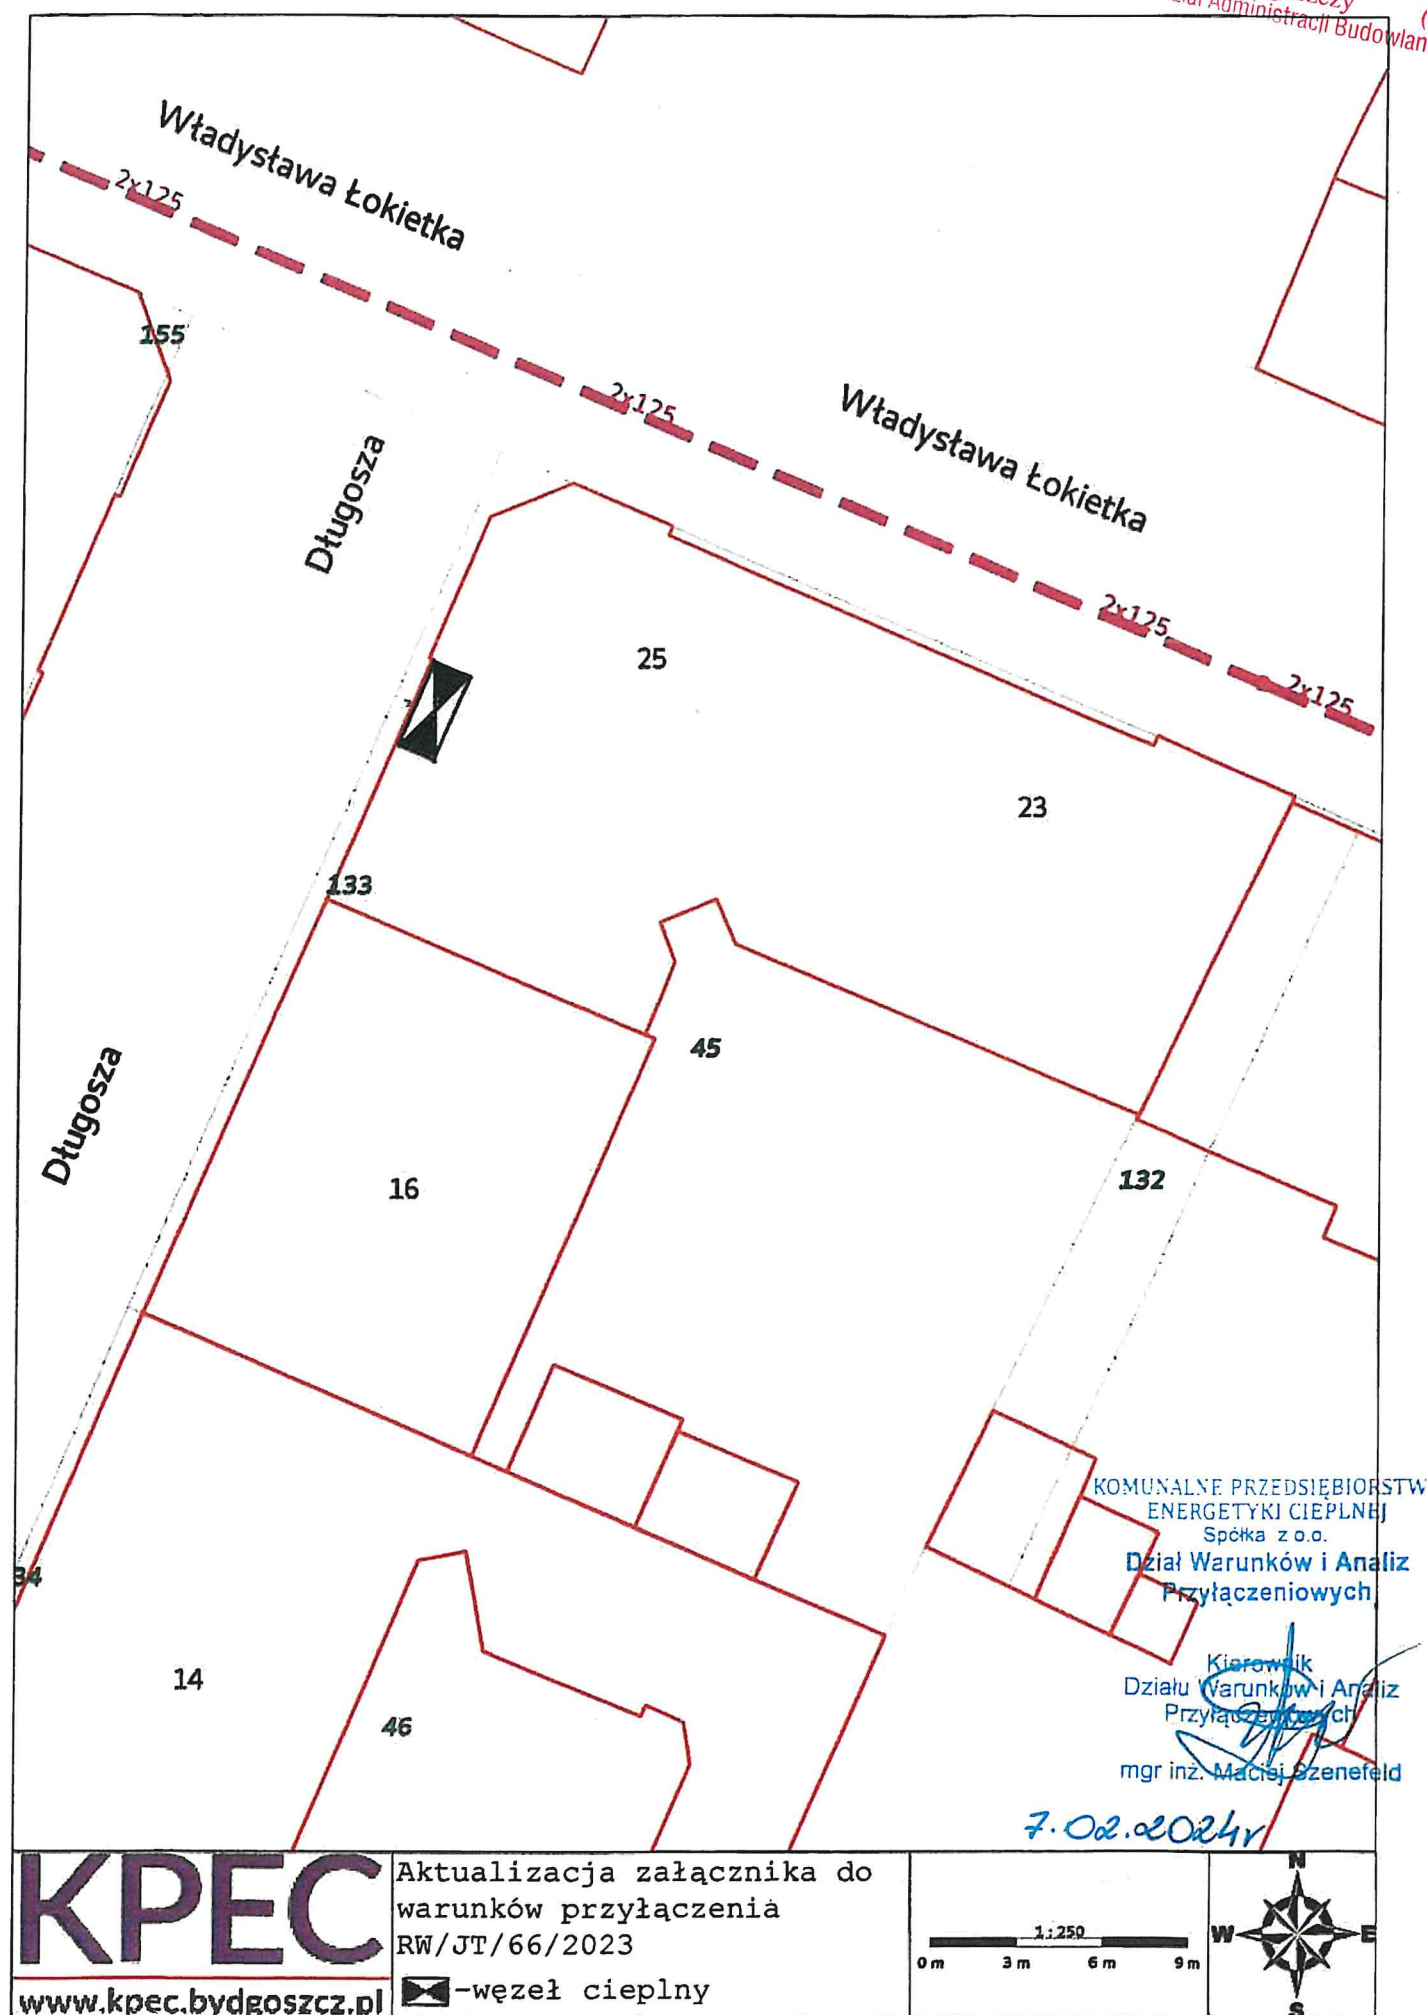 Administracji Budowlan
Władysława Łokietka
2x125
155
2x125
Władysława Łokietka
Długosza
2x125
25
2x125
23
133
45
Długosza
16
132
KOMUNALNE PRZEDSIĘBIORSTW
ENERGETYKI CIEPLNEJ
Spółka z o.o.
Dział Warunków i Analiz
Przyłączeniowych
34
Kierownik
Działu Warunków i Analiz
Przyłączeniowych
14
46
mgr inż. Maciej Szenefeld
7.02.2024r
KPEC
www.kpec.bydgoszcz.pl
Aktualizacja załącznika do
warunków przyłączenia
RW/JT/66/2023
-węzeł cieplny
1:250
0 m 3 m 6 m 9 m
N
W E
S